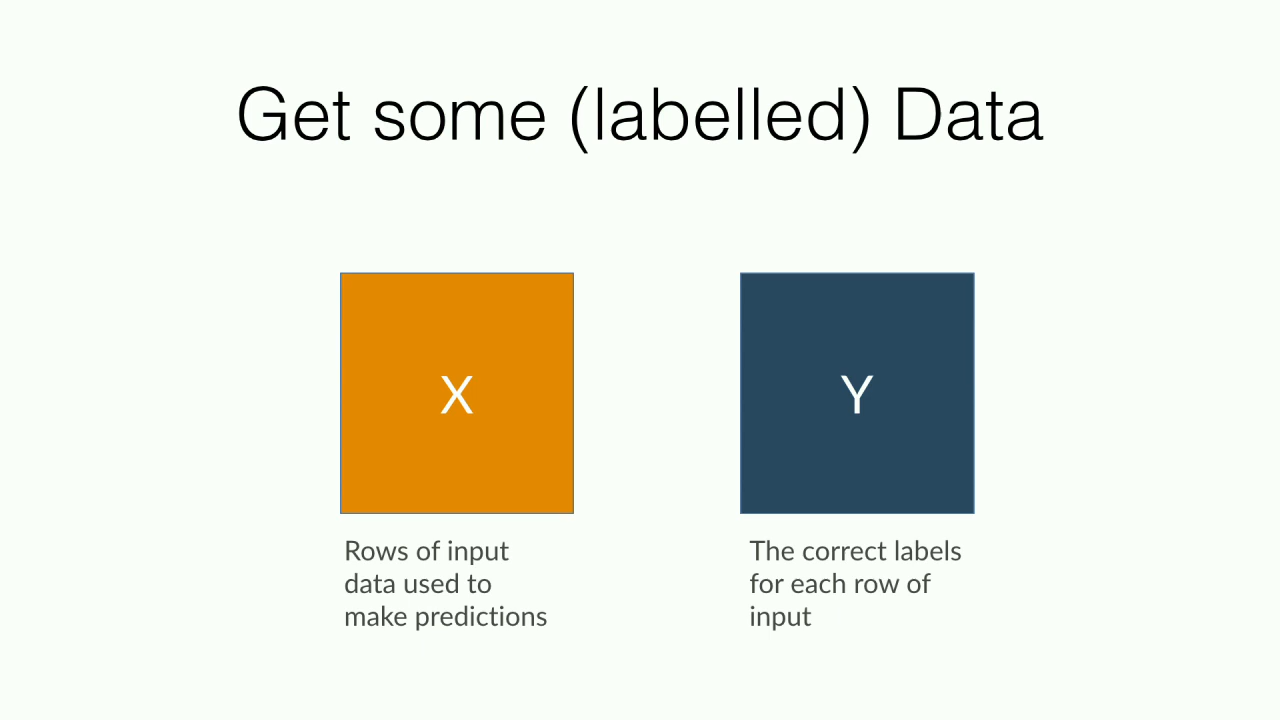 Get some (labelled) Data
X
Y
Rows of input
data used to
make predictions
The correct labels
for each row of
input